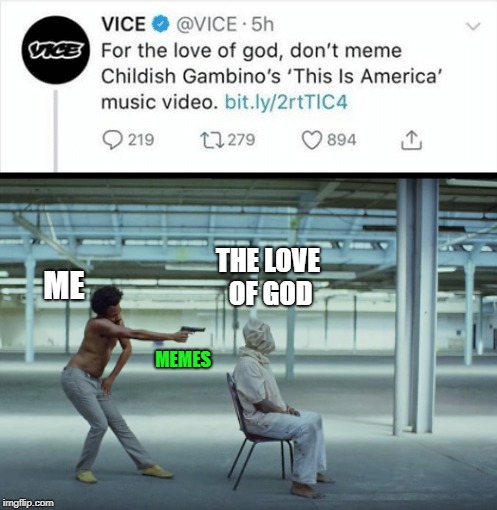 VICE @VICE · 5h
VICE
For the love of god, don't meme
Childish Gambino's 'This Is America'
music video. bit.ly/2rtTIC4
219 279 894
THE LOVE
OF GOD
ME
MEMES
imgflip.com